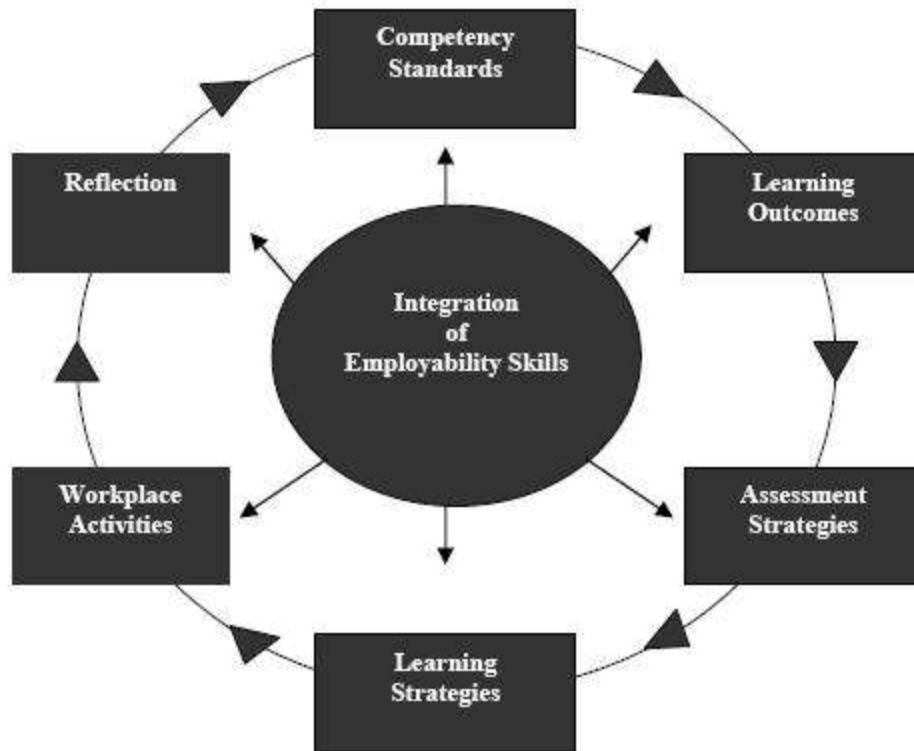 Competency
Standards
Reflection
Learning
Outcomes
Integration
of
Employability Skills
Workplace
Activities
Assessment
Strategies
Learning
Strategies